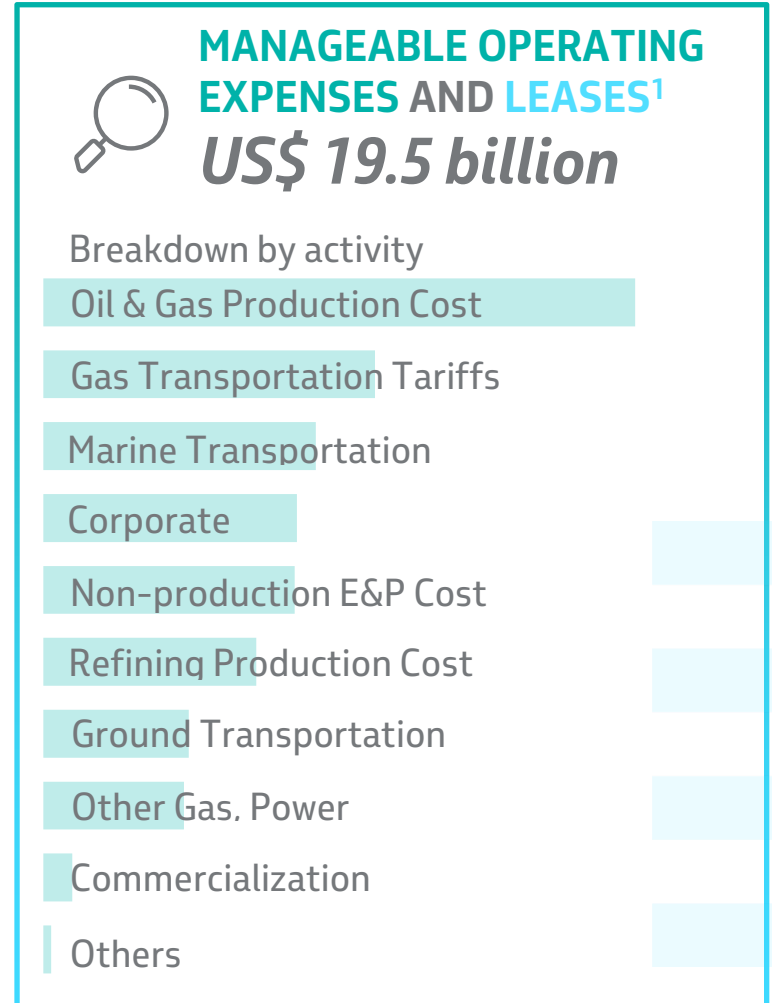 MANAGEABLE OPERATING
EXPENSES AND LEASES¹
US$ 19.5 billion
Breakdown by activity
Oil & Gas Production Cost
Gas Transportation Tariffs
Marine Transportation
Corporate
Non-production E&P Cost
Refining Production Cost
Ground Transportation
Other Gas, Power
Commercialization
Others